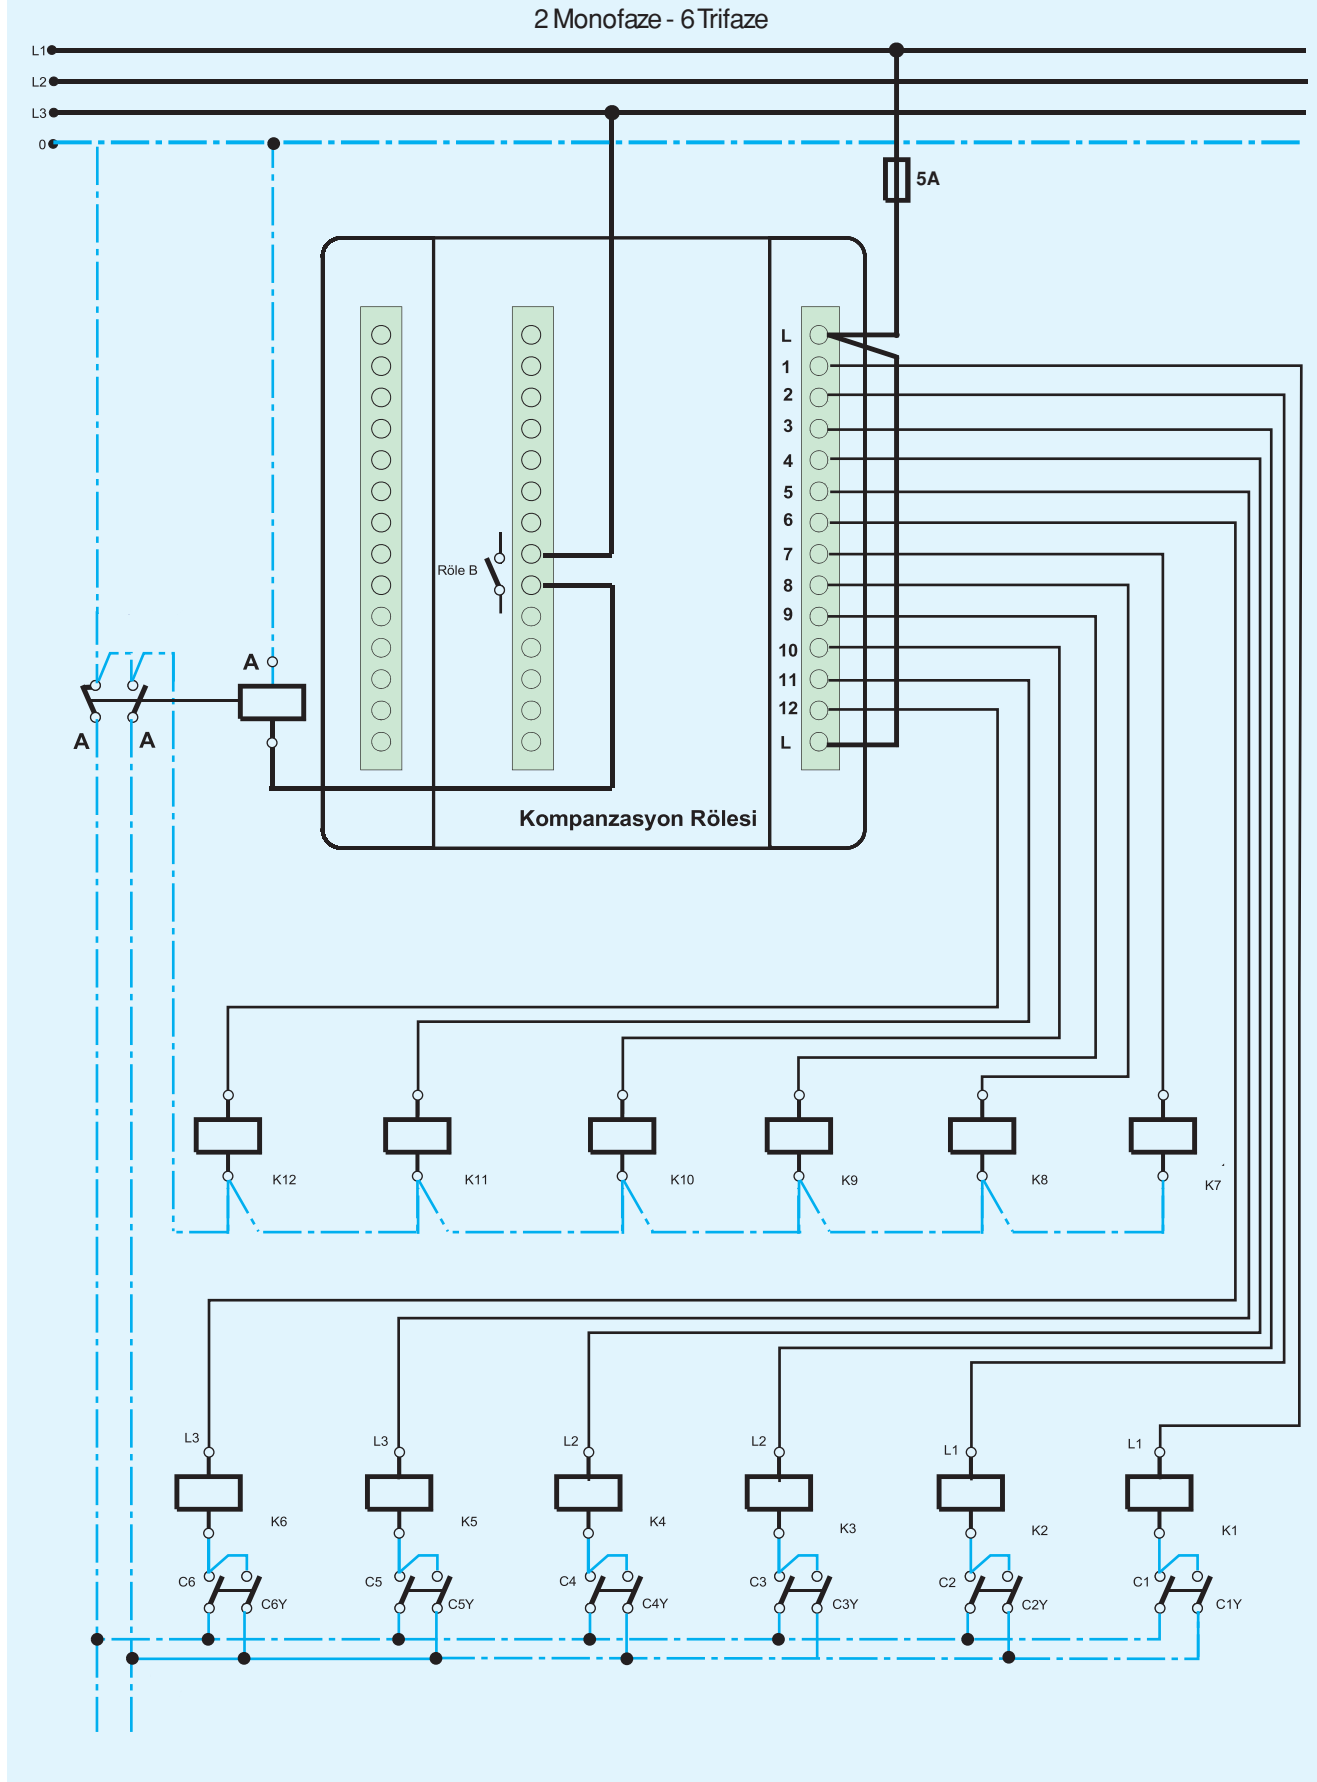 2 Monofaze - 6 Trifaze
L1
L2
L3
0
5A
L
1
2
3
4
5
6
7
8
9
10
11
12
L
Röle B
A
A
A
Kompanzasyon Rölesi
K12
K11
K10
K9
K8
K7
L3
L3
L2
L2
L1
L1
K6
K5
K4
K3
K2
K1
C6
C6Y
C5
C5Y
C4
C4Y
C3
C3Y
C2
C2Y
C1
C1Y